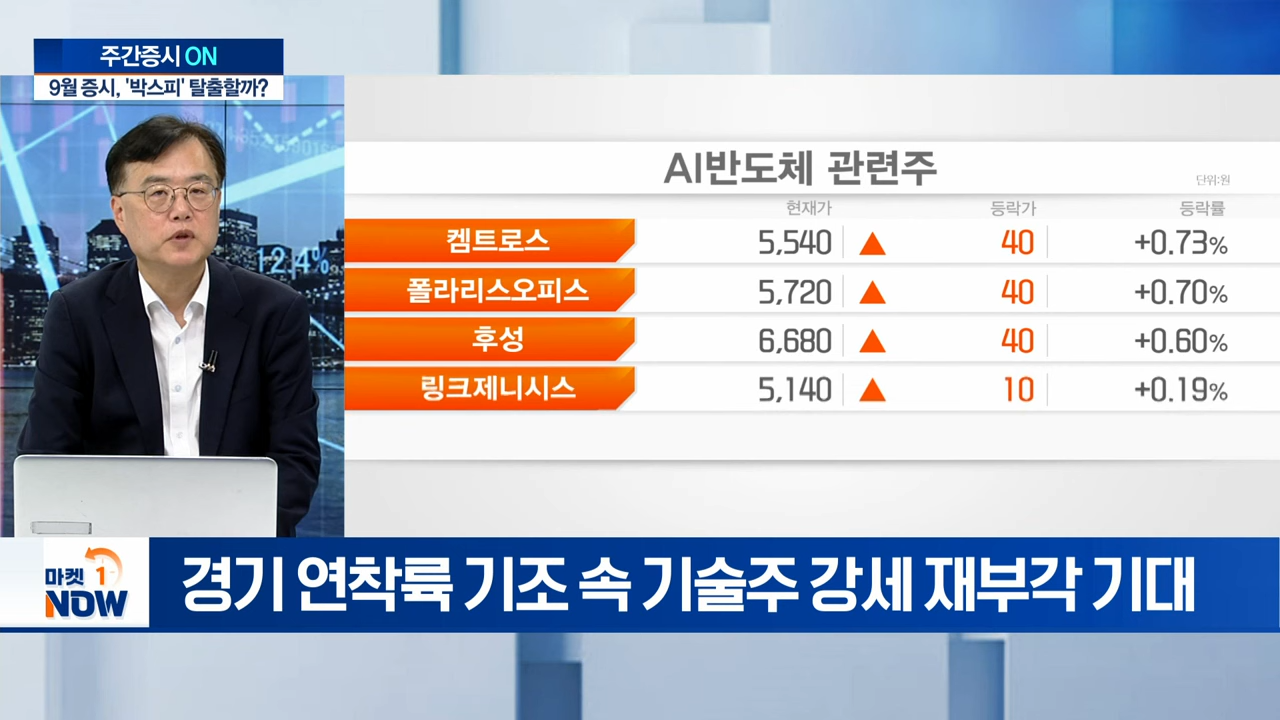 주간증시 ON
9월 증시, '박스피' 탈출할까?
12.4%
AI반도체 관련주
단위:원
현재가 등락가 등락률
켐트로스 5,540 ▲ 40 +0.73%
폴라리스오피스 5,720 ▲ 40 +0.70%
후성 6,680 ▲ 40 +0.60%
링크제니시스 5,140 ▲ 10 +0.19%
마켓 1
NOW
경기 연착륙 기조 속 기술주 강세 재부각 기대